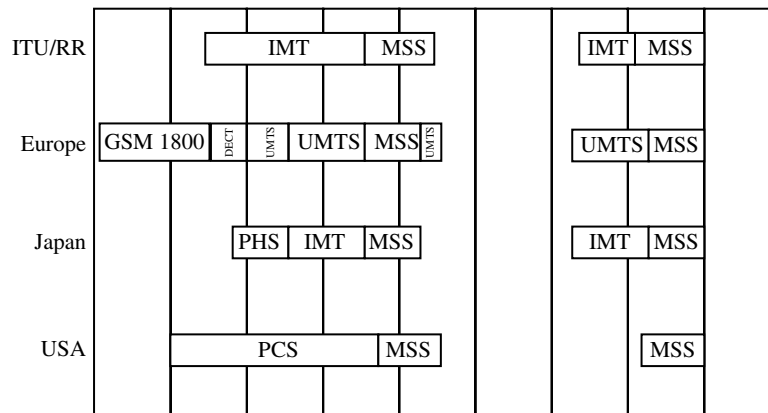 ITU/RR IMT MSS IMT MSS
Europe GSM 1800 DECT UMTS UMTS MSS UMTS UMTS MSS
Japan PHS IMT MSS IMT MSS
USA PCS MSS MSS